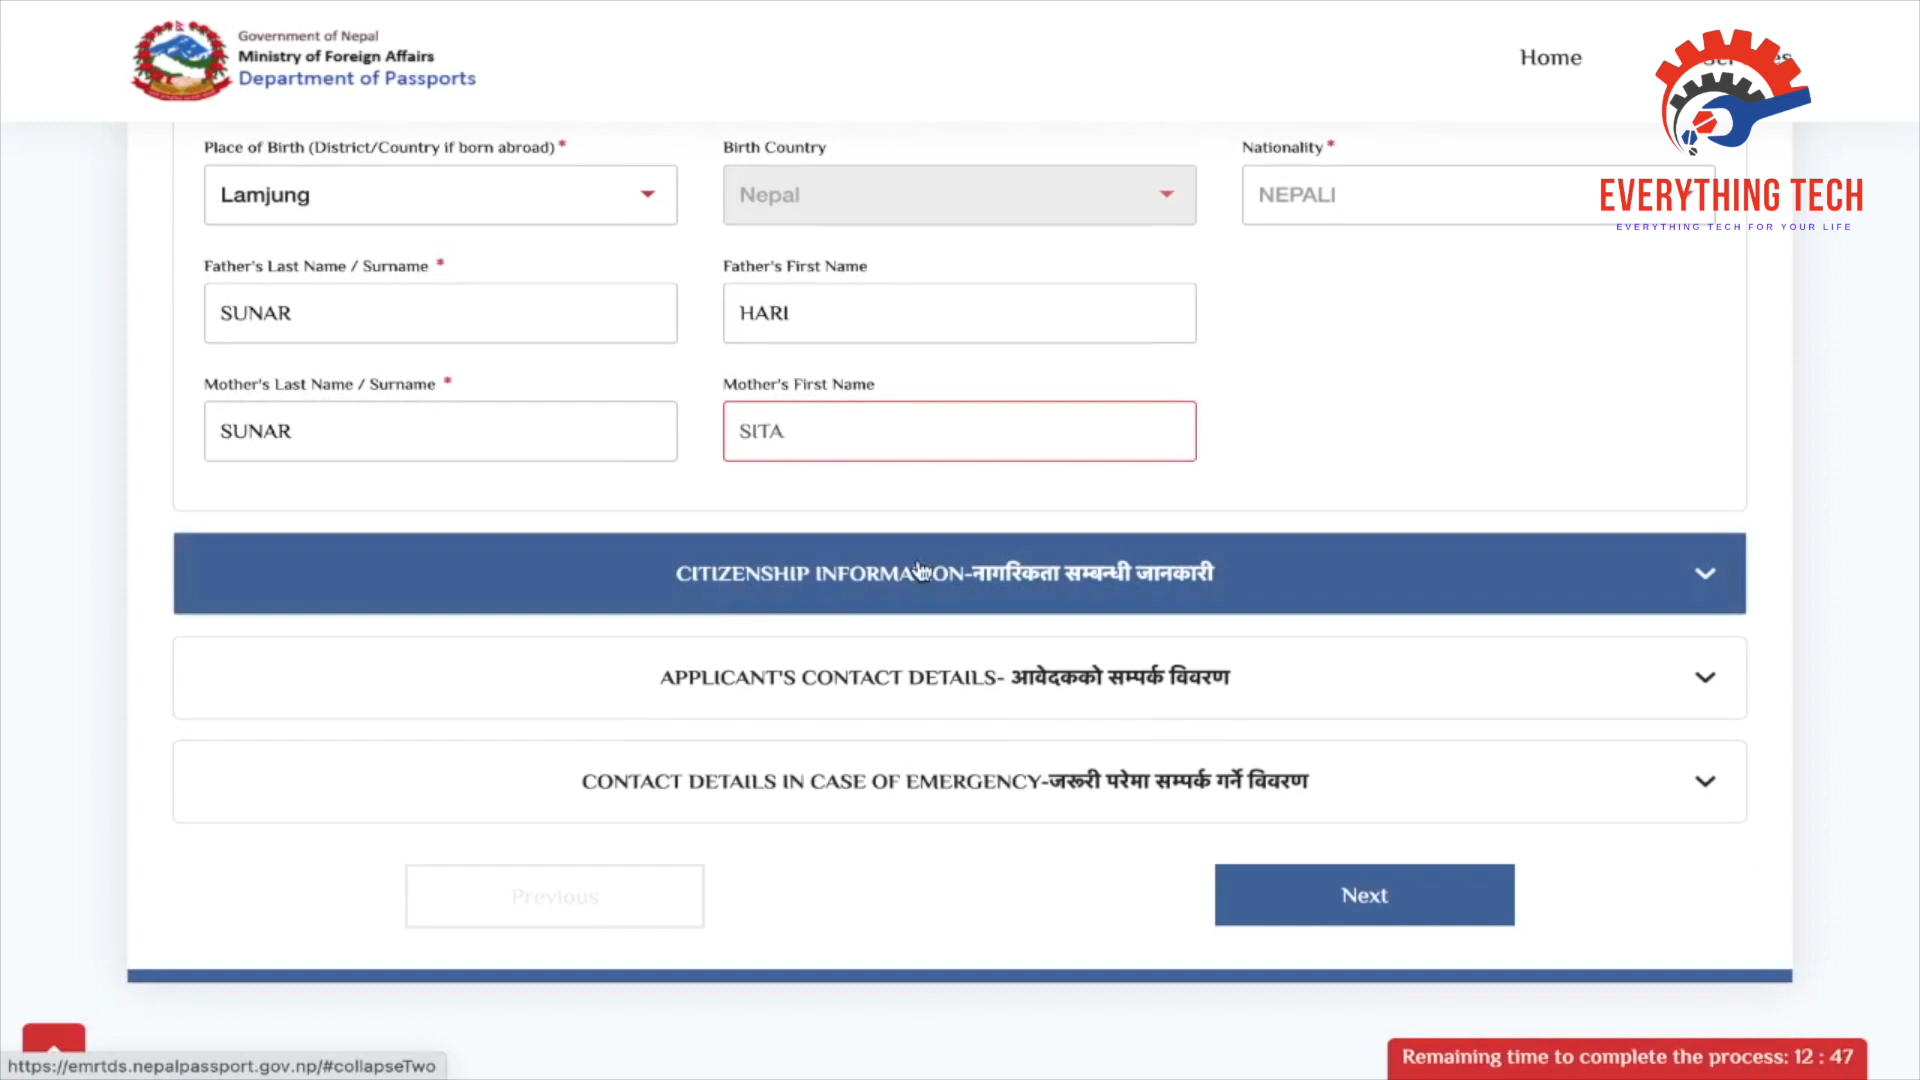 Government of Nepal
Ministry of Foreign Affairs
Department of Passports
Home
EVERYTHING TECH
EVERYTHING TECH FOR YOUR LIFE
Place of Birth (District/Country if born abroad) *
Birth Country
Nationality *
Lamjung
Nepal
NEPALI
Father's Last Name / Surname *
Father's First Name
SUNAR
HARI
Mother's Last Name / Surname *
Mother's First Name
SUNAR
SITA
CITIZENSHIP INFORMATION-नागरिकता सम्बन्धी जानकारी
APPLICANT'S CONTACT DETAILS- आवेदकको सम्पर्क विवरण
CONTACT DETAILS IN CASE OF EMERGENCY-जरूरी परेमा सम्पर्क गर्ने विवरण
Previous
Next
https://emrtds.nepalpassport.gov.np/#collapseTwo
Remaining time to complete the process: 12 : 47